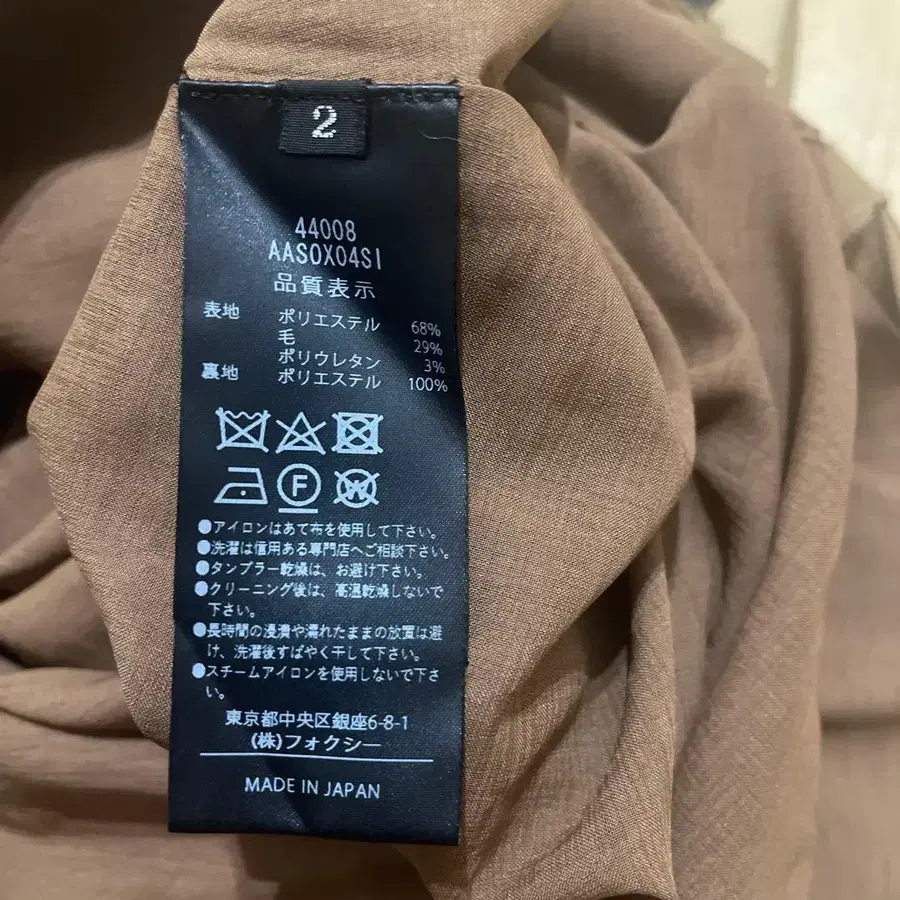 2
44008
AAS0X04SI
品質表示
表地 ポリエステル 68%
毛 29%
ポリウレタン 3%
裏地 ポリエステル 100%
F W
●アイロンはあて布を使用して下さい。
●洗濯は信用ある専門店へご相談下さい。
●タンブラー乾燥は、お避け下さい。
●クリーニング後は、高温乾燥しないで
下さい。
●長時間の浸漬や濡れたままの放置は避
け、洗濯後すばやく干して下さい。
●スチームアイロンを使用しないで下さ
い。
東京都中央区銀座6-8-1
(株)フォクシー
MADE IN JAPAN